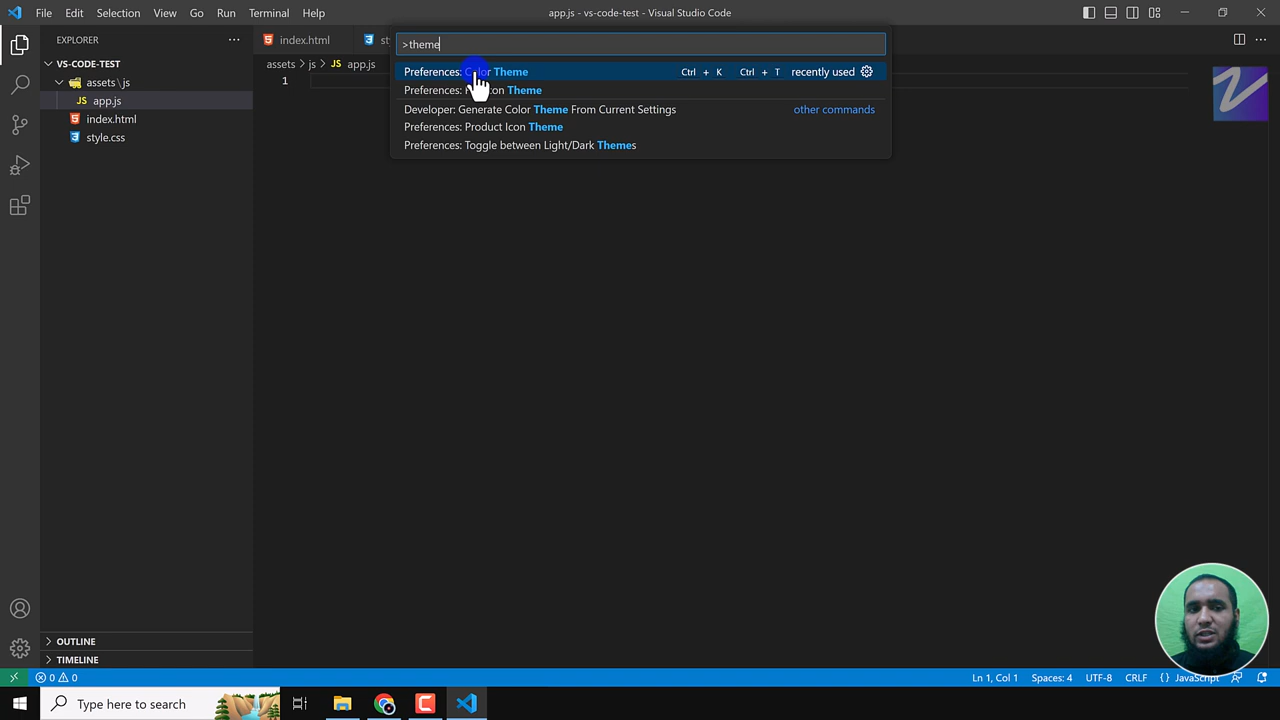 File Edit Selection View Go Run Terminal Help
app.js - vs-code-test - Visual Studio Code
EXPLORER
index.html
>theme
VS-CODE-TEST
assets \ js
app.js
index.html
style.css
assets > js > JS app.js
1
Preferences: Color Theme Ctrl + K Ctrl + T recently used
Preferences: Theme
Developer: Generate Color Theme From Current Settings other commands
Preferences: Product Icon Theme
Preferences: Toggle between Light/Dark Themes
OUTLINE
TIMELINE
0 0
Ln 1, Col 1 Spaces: 4 UTF-8 CRLF {} JavaScript
Type here to search